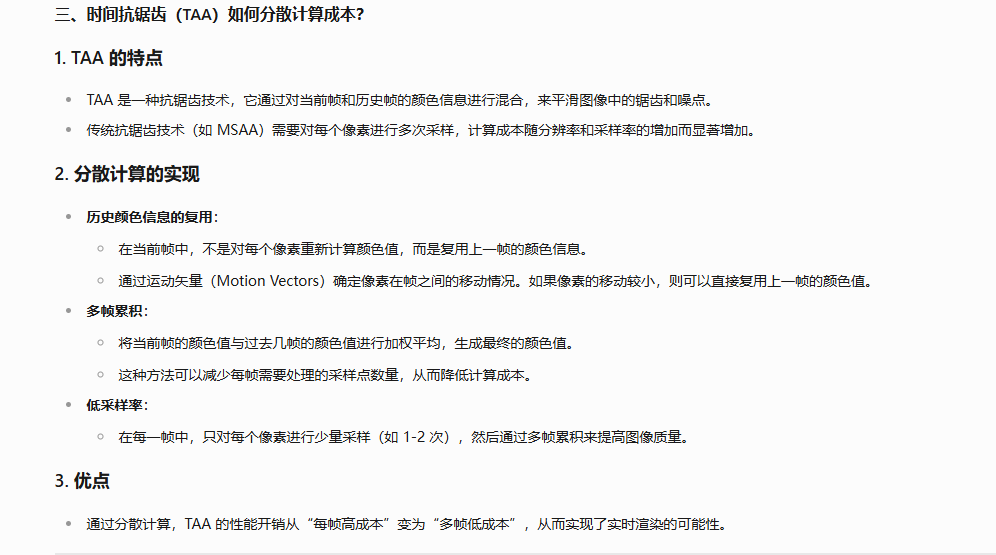 三、时间抗锯齿（TAA）如何分散计算成本？
1. TAA 的特点
TAA 是一种抗锯齿技术，它通过对当前帧和历史帧的颜色信息进行混合，来平滑图像中的锯齿和噪点。
传统抗锯齿技术（如 MSAA）需要对每个像素进行多次采样，计算成本随分辨率和采样率的增加而显著增加。
2. 分散计算的实现
历史颜色信息的复用：
在当前帧中，不是对每个像素重新计算颜色值，而是复用上一帧的颜色信息。
通过运动矢量（Motion Vectors）确定像素在帧之间的移动情况。如果像素的移动较小，则可以直接复用上一帧的颜色值。
多帧累积：
将当前帧的颜色值与过去几帧的颜色值进行加权平均，生成最终的颜色值。
这种方法可以减少每帧需要处理的采样点数量，从而降低计算成本。
低采样率：
在每一帧中，只对每个像素进行少量采样（如 1-2 次），然后通过多帧累积来提高图像质量。
3. 优点
通过分散计算，TAA 的性能开销从“每帧高成本”变为“多帧低成本”，从而实现了实时渲染的可能性。